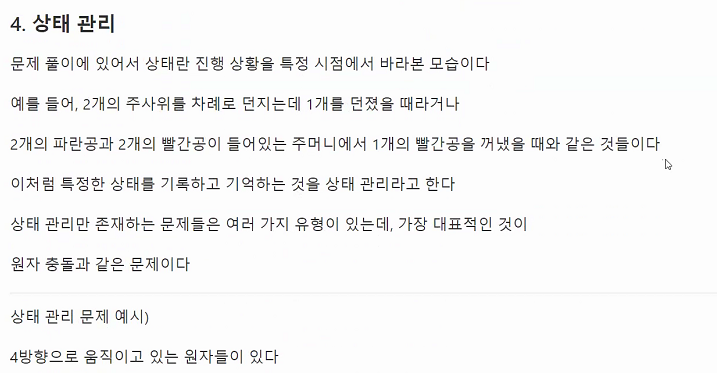 4. 상태 관리
문제 풀이에 있어서 상태란 진행 상황을 특정 시점에서 바라본 모습이다
예를 들어, 2개의 주사위를 차례로 던지는데 1개를 던졌을 때라거나
2개의 파란공과 2개의 빨간공이 들어있는 주머니에서 1개의 빨간공을 꺼냈을 때와 같은 것들이다
이처럼 특정한 상태를 기록하고 기억하는 것을 상태 관리라고 한다
상태 관리만 존재하는 문제들은 여러 가지 유형이 있는데, 가장 대표적인 것이
원자 충돌과 같은 문제이다
상태 관리 문제 예시)
4방향으로 움직이고 있는 원자들이 있다